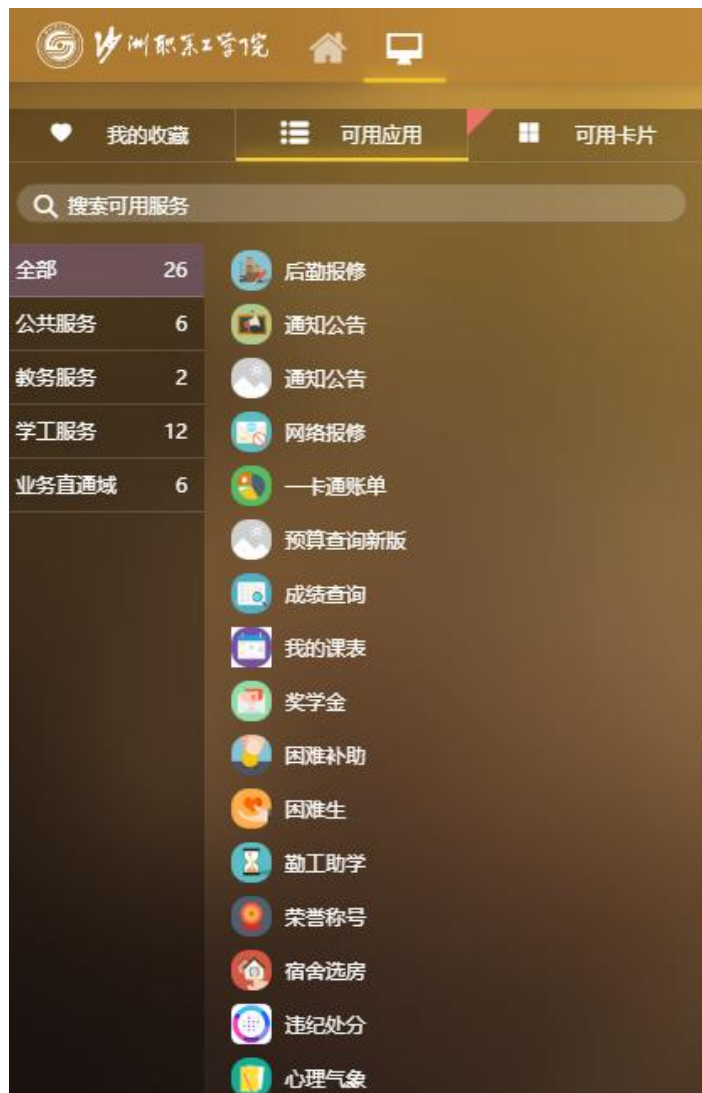 沙洲职业工学院
我的收藏 可用应用 可用卡片
搜索可用服务
全部 26
公共服务 6
教务服务 2
学工服务 12
业务直通域 6
后勤报修
通知公告
通知公告
网络报修
一卡通账单
预算查询新版
成绩查询
我的课表
奖学金
困难补助
困难生
勤工助学
荣誉称号
宿舍选房
违纪处分
心理气象